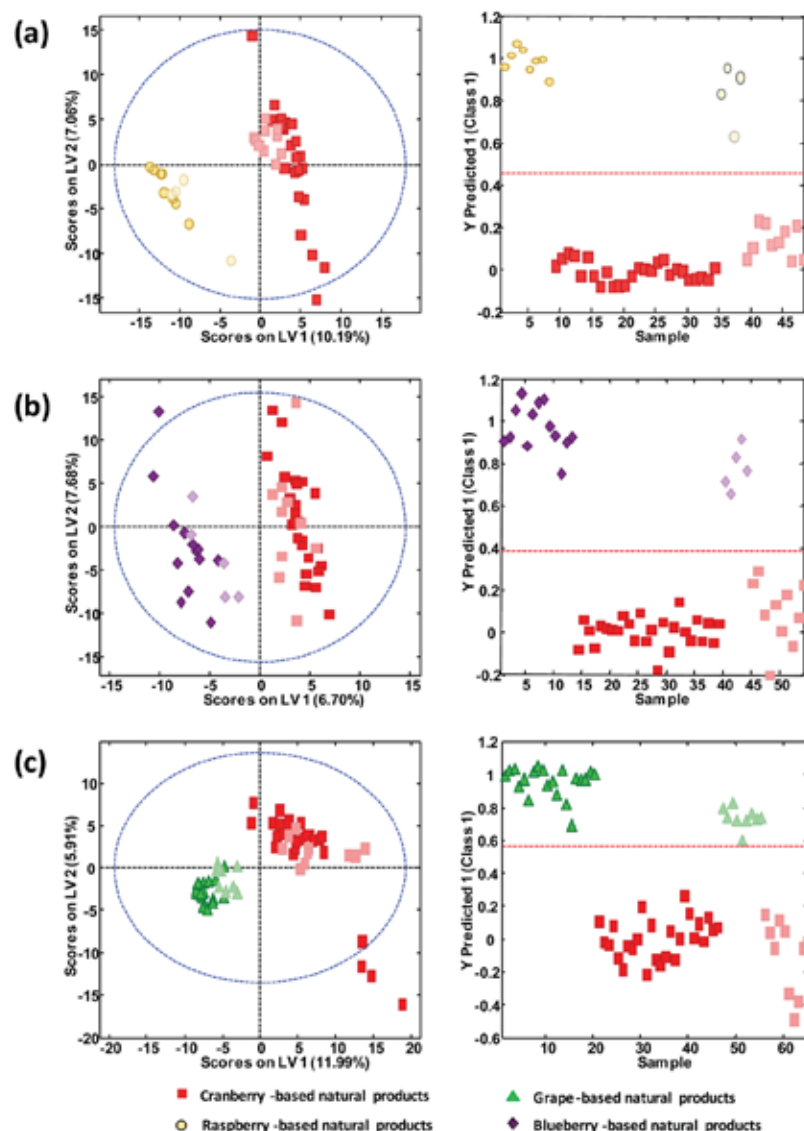 (a)
15
10
5
0
-5
-10
-15
-15 -10 -5 0 5 10 15
Scores on LV 2 (7.06%)
Scores on LV 1 (10.19%)
1.2
1
0.8
0.6
0.4
0.2
0
-0.2
5 10 15 20 25 30 35 40 45
Y Predicted 1 (Class 1)
Sample
(b)
15
10
5
0
-5
-10
-15
-15 -10 -5 0 5 10 15
Scores on LV 2 (7.68%)
Scores on LV 1 (6.70%)
1.2
1
0.8
0.6
0.4
0.2
0
-0.2
5 10 15 20 25 30 35 40 45 50
Y Predicted 1 (Class 1)
Sample
(c)
10
5
0
-5
-10
-15
-20
-20 -15 -10 -5 0 5 10 15 20
Scores on LV 2 (5.91%)
Scores on LV 1 (11.99%)
1.2
1
0.8
0.6
0.4
0.2
0
-0.2
-0.4
-0.6
10 20 30 40 50 60
Y Predicted 1 (Class 1)
Sample
Cranberry -based natural products
Grape -based natural products
Raspberry -based natural products
Blueberry -based natural products